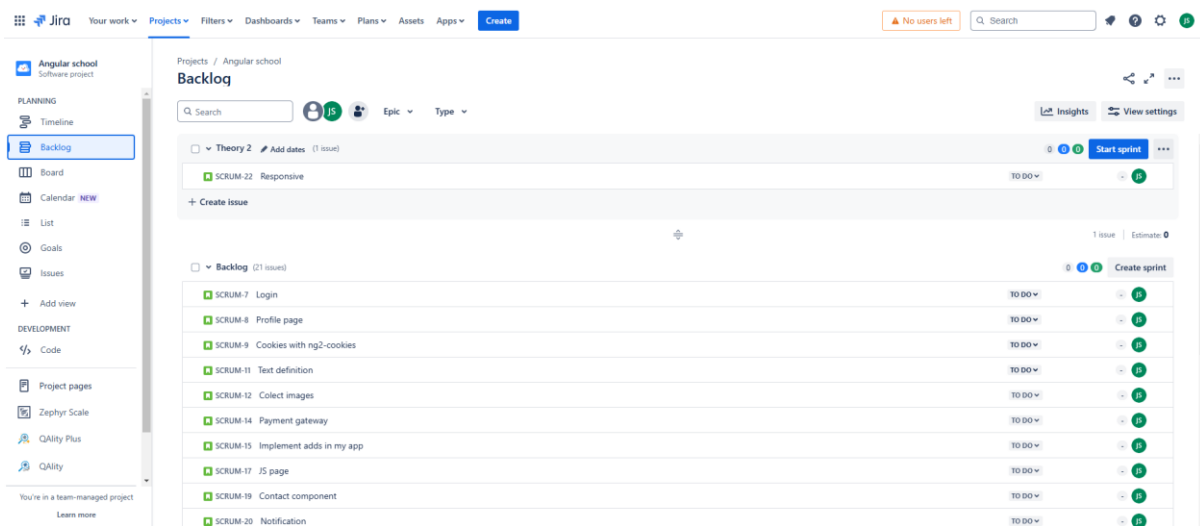 Jira Your work Projects Filters Dashboards Teams Plans Assets Apps Create No users left Search JS
Angular school
Software project
PLANNING
Timeline
Backlog
Board
Calendar NEW
List
Goals
Issues
Add view
DEVELOPMENT
Code
Project pages
Zephyr Scale
QAlity Plus
QAlity
You're in a team-managed project
Learn more
Projects / Angular school
Backlog
Search JS Epic Type Insights View settings
Theory 2 Add dates (1 issue) 0 0 0 Start sprint
SCRUM-22 Responsive TO DO - JS
+ Create issue
1 issue Estimate: 0
Backlog (21 issues) 0 0 0 Create sprint
SCRUM-7 Login TO DO - JS
SCRUM-8 Profile page TO DO - JS
SCRUM-9 Cookies with ng2-cookies TO DO - JS
SCRUM-11 Text definition TO DO - JS
SCRUM-12 Colect images TO DO - JS
SCRUM-14 Payment gateway TO DO - JS
SCRUM-15 Implement adds in my app TO DO - JS
SCRUM-17 JS page TO DO - JS
SCRUM-19 Contact component TO DO - JS
SCRUM-20 Notification TO DO - JS